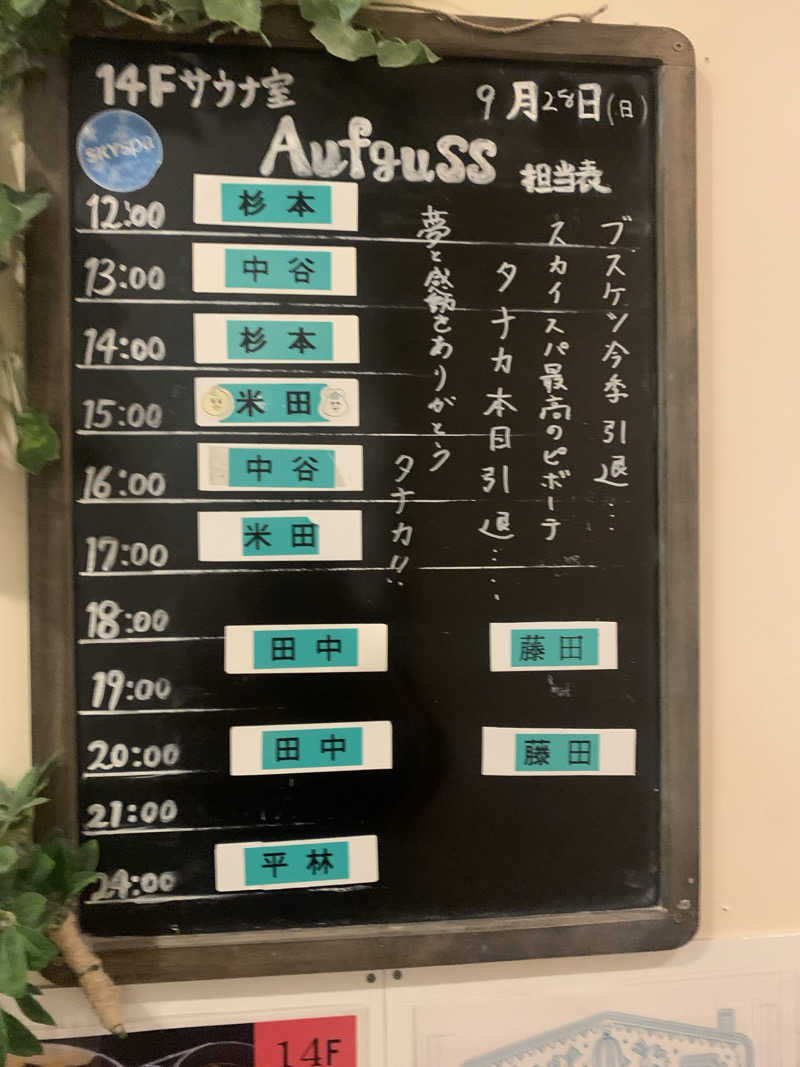 14Fサウナ室
9月28日(日)
SKYSpa
Aufguss 担当表
12:00 杉本
13:00 中谷
14:00 杉本
15:00 米田
16:00 中谷
17:00 米田
18:00
田中 藤田
19:00
20:00 田中 藤田
21:00
24:00 平林
ブスケツ今季引退…
スカイスパ最高のピボーテ
タナカ本日引退…
夢と感動をありがとう
タナカ!!
14F